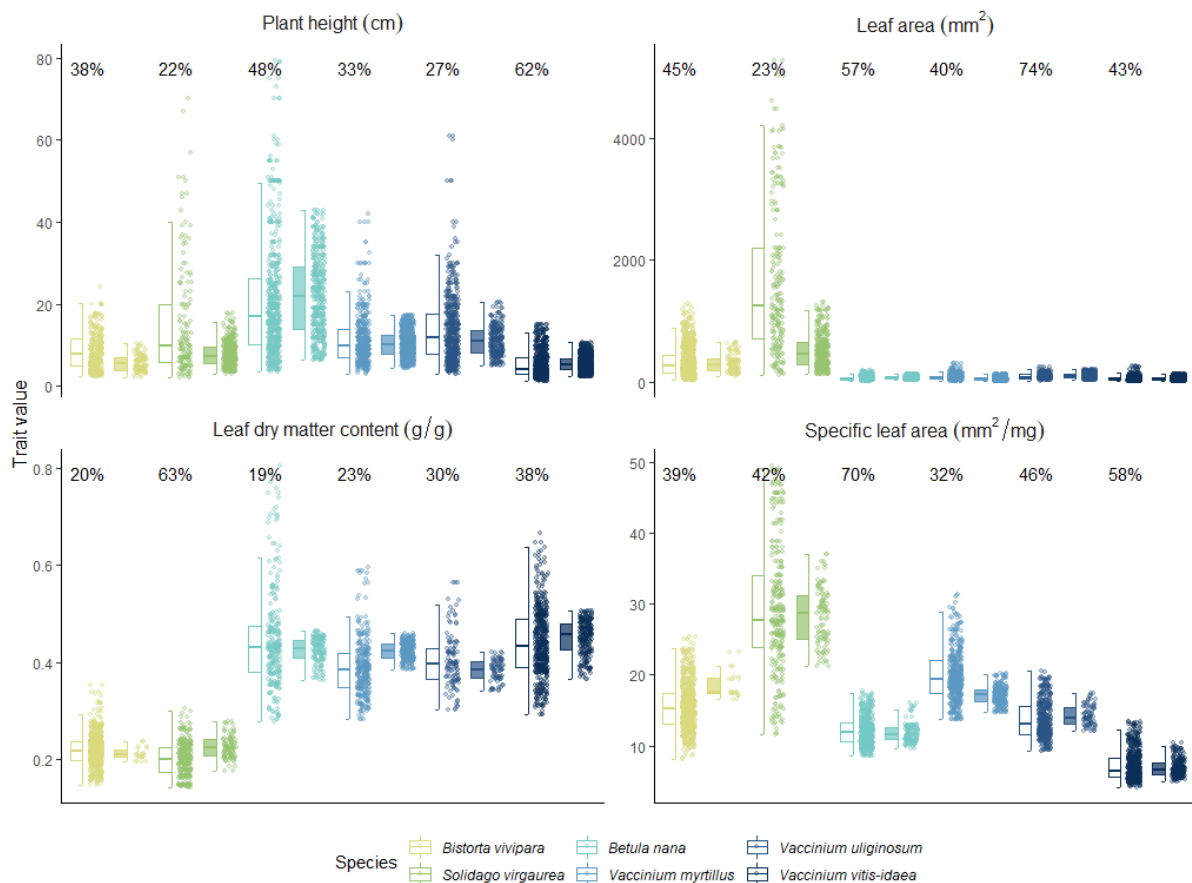 Plant height (cm)
Leaf area (mm²)
38% 22% 48% 33% 27% 62%
45% 23% 57% 40% 74% 43%
80
60
40
20
0
4000
2000
0
Trait value
Leaf dry matter content (g/g)
Specific leaf area (mm²/mg)
20% 63% 19% 23% 30% 38%
39% 42% 70% 32% 46% 58%
0.8
0.6
0.4
0.2
50
40
30
20
10
Species
Bistorta vivipara
Betula nana
Vaccinium uliginosum
Solidago virgaurea
Vaccinium myrtillus
Vaccinium vitis-idaea